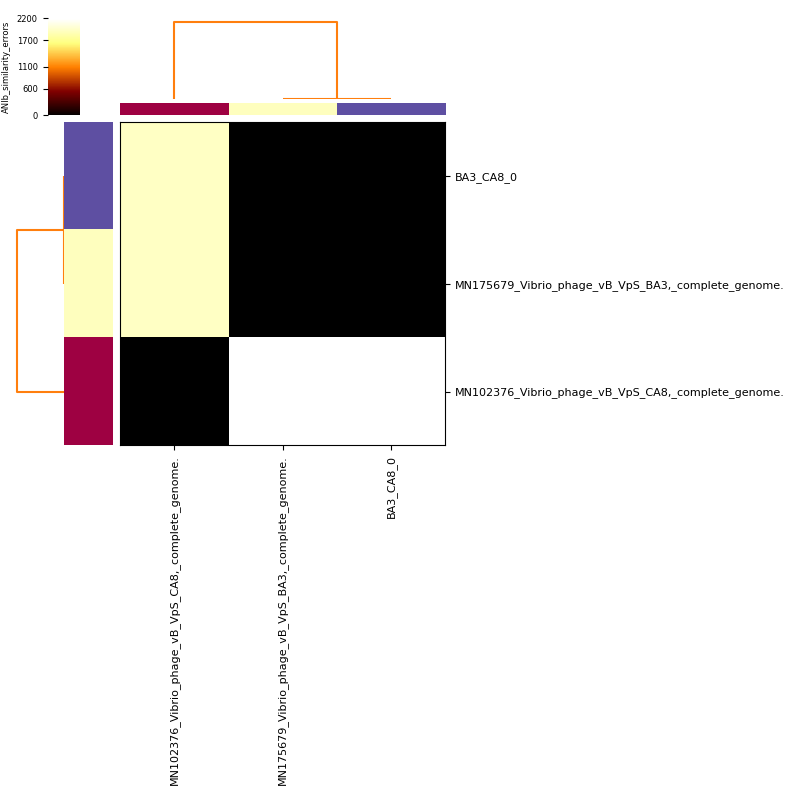 2200
1700
1100
600
0
ANIb_similarity_errors
BA3_CA8_0
MN175679_Vibrio_phage_vB_VpS_BA3,_complete_genome.
MN102376_Vibrio_phage_vB_VpS_CA8,_complete_genome.
MN102376_Vibrio_phage_vB_VpS_CA8,_complete_genome.
MN175679_Vibrio_phage_vB_VpS_BA3,_complete_genome.
BA3_CA8_0